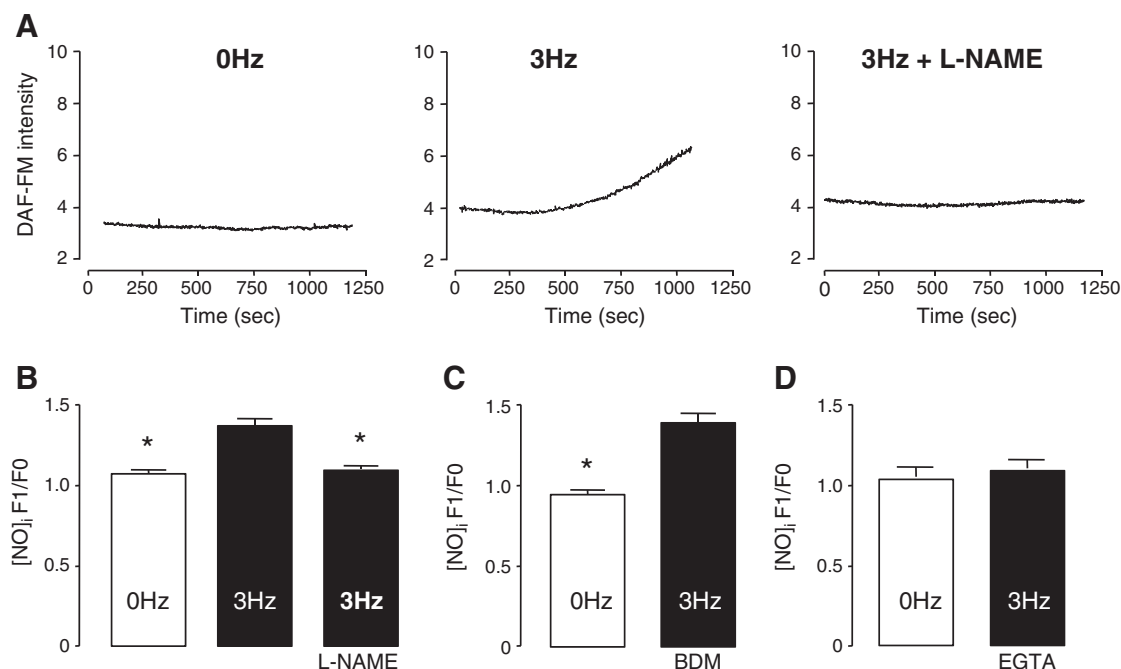 A
0Hz
3Hz
3Hz + L-NAME
DAF-FM intensity
10
8
6
4
2
0 250 500 750 1000 1250
Time (sec)
10
8
6
4
2
0 250 500 750 1000 1250
Time (sec)
10
8
6
4
2
0 250 500 750 1000 1250
Time (sec)
B
[NO]i F1/F0
1.5
1.0
0.5
0
*
*
0Hz
3Hz
3Hz
L-NAME
C
[NO]i F1/F0
1.5
1.0
0.5
0
*
0Hz
3Hz
BDM
D
[NO]i F1/F0
1.5
1.0
0.5
0
0Hz
3Hz
EGTA